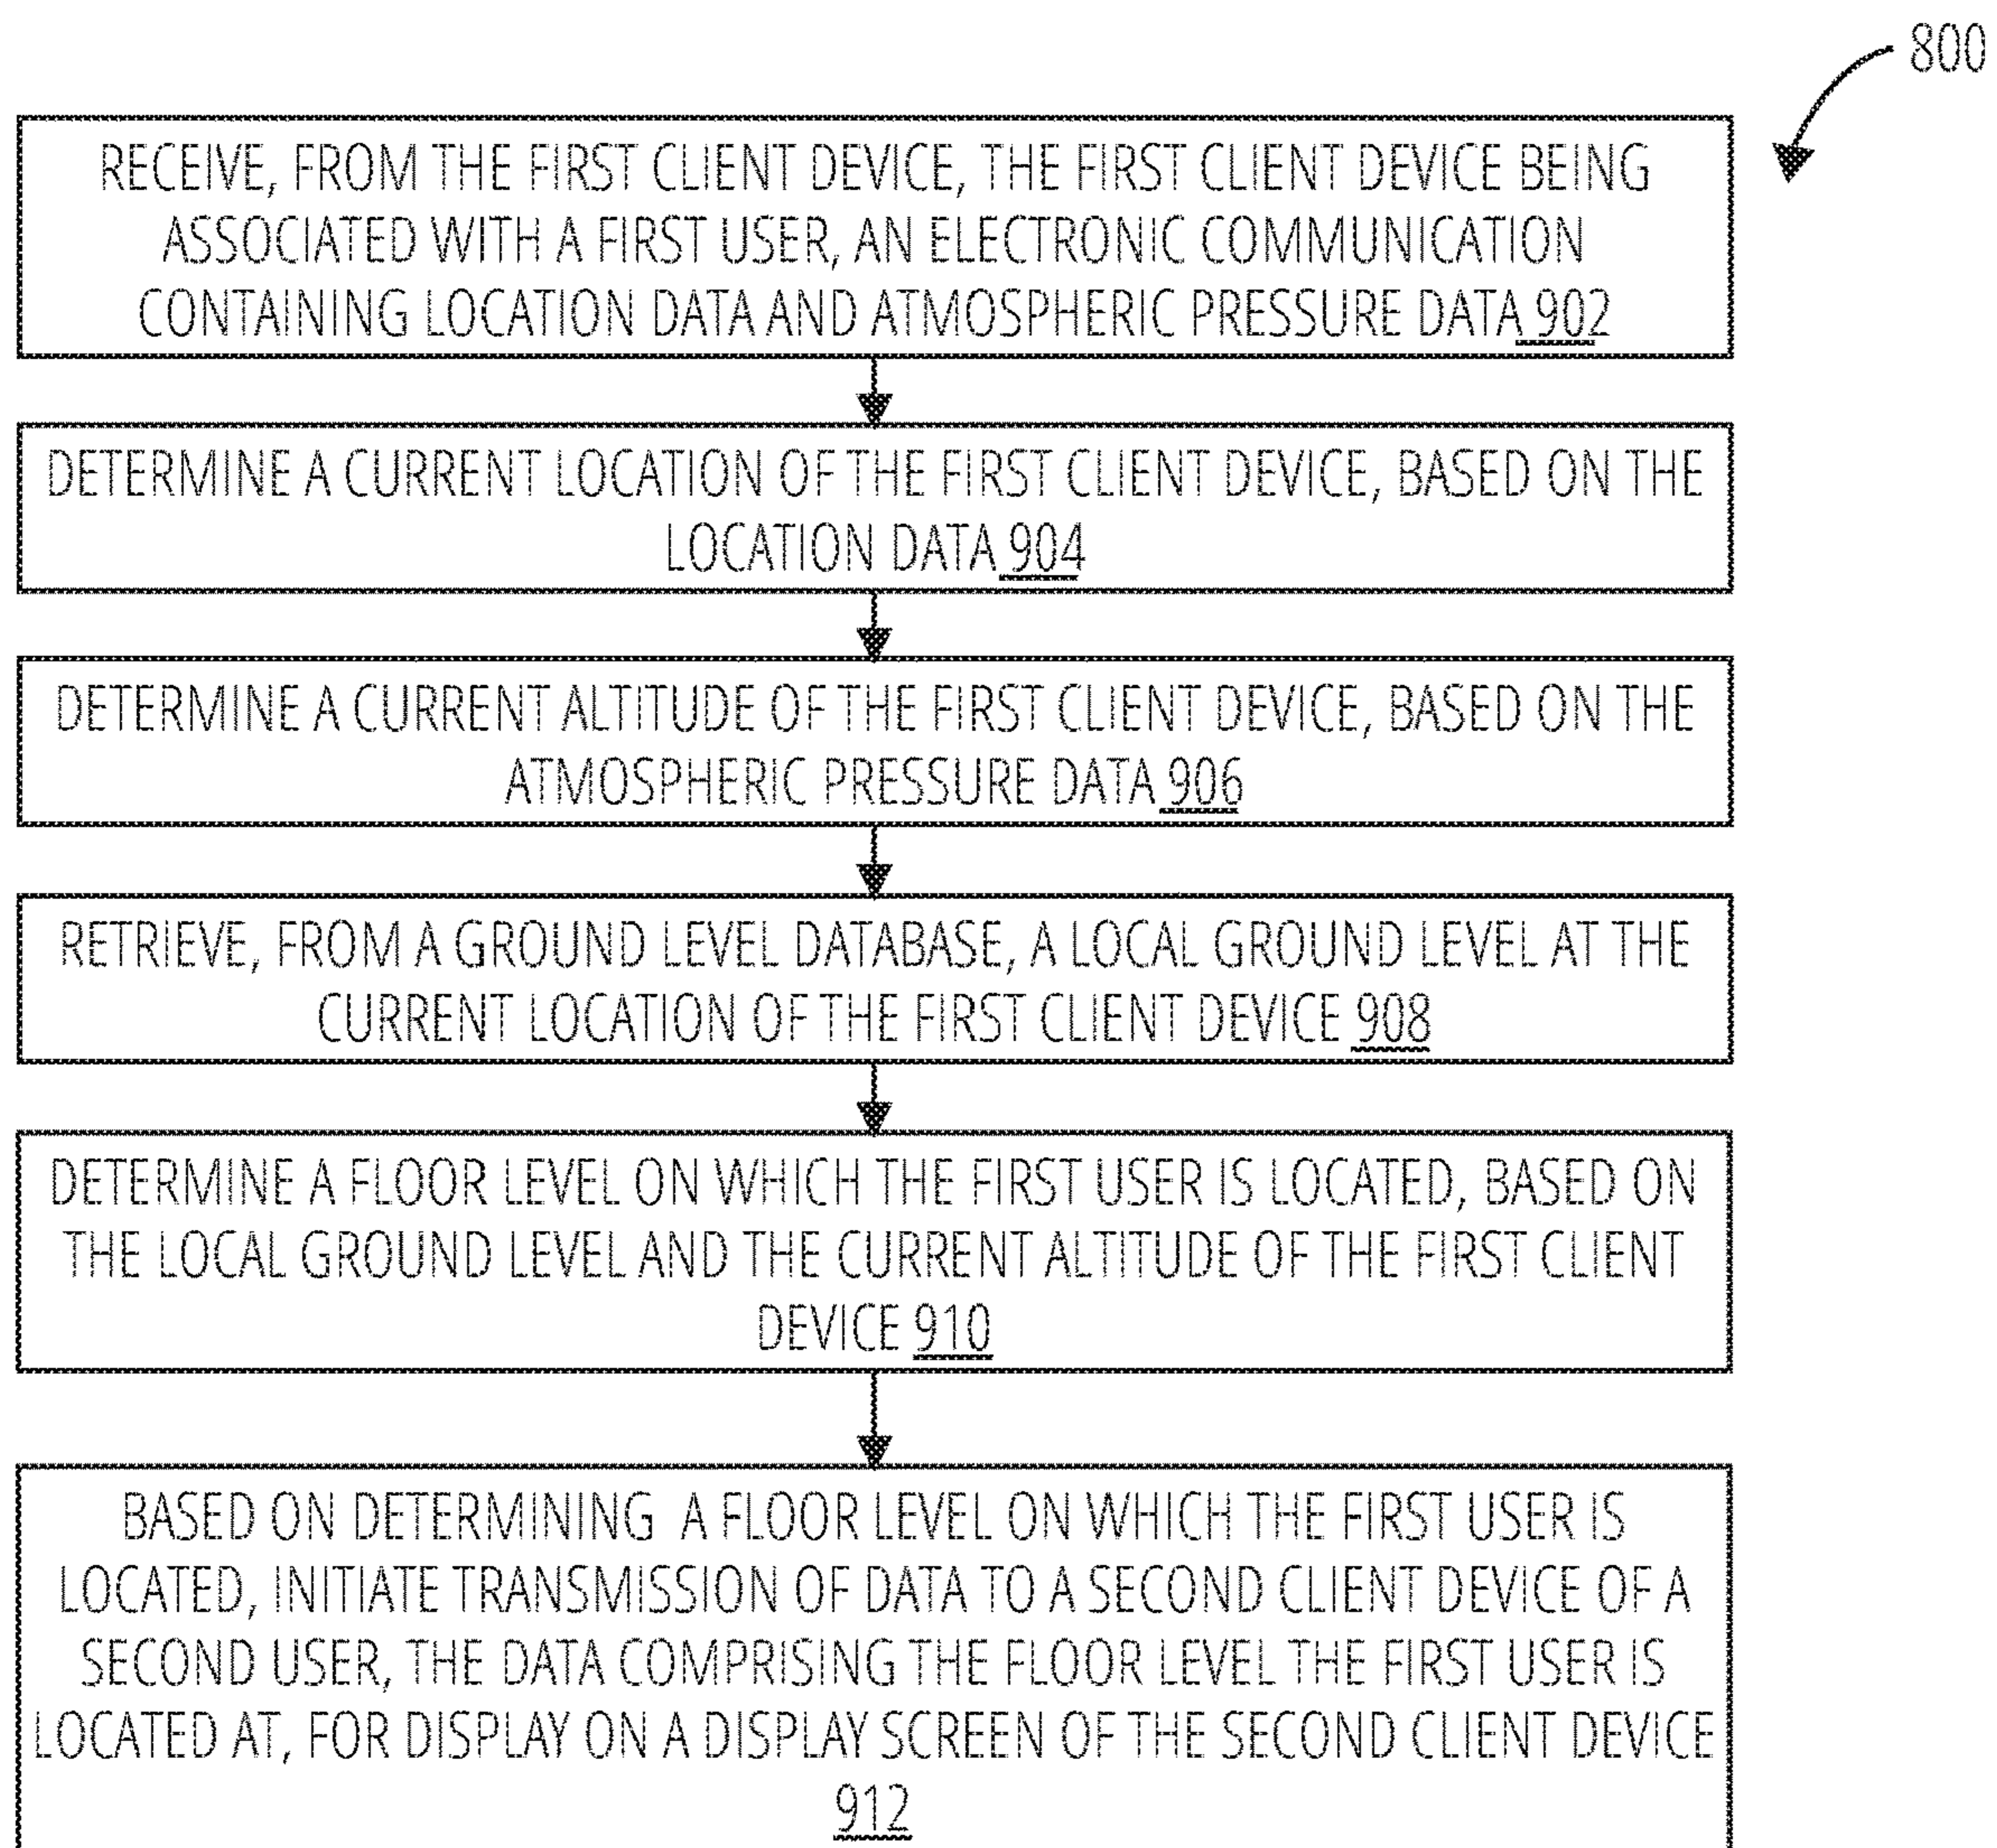 800
RECEIVE, FROM THE FIRST CLIENT DEVICE, THE FIRST CLIENT DEVICE BEING
ASSOCIATED WITH A FIRST USER, AN ELECTRONIC COMMUNICATION
CONTAINING LOCATION DATA AND ATMOSPHERIC PRESSURE DATA 902
DETERMINE A CURRENT LOCATION OF THE FIRST CLIENT DEVICE, BASED ON THE
LOCATION DATA 904
DETERMINE A CURRENT ALTITUDE OF THE FIRST CLIENT DEVICE, BASED ON THE
ATMOSPHERIC PRESSURE DATA 906
RETRIEVE, FROM A GROUND LEVEL DATABASE, A LOCAL GROUND LEVEL AT THE
CURRENT LOCATION OF THE FIRST CLIENT DEVICE 908
DETERMINE A FLOOR LEVEL ON WHICH THE FIRST USER IS LOCATED, BASED ON
THE LOCAL GROUND LEVEL AND THE CURRENT ALTITUDE OF THE FIRST CLIENT
DEVICE 910
BASED ON DETERMINING A FLOOR LEVEL ON WHICH THE FIRST USER IS
LOCATED, INITIATE TRANSMISSION OF DATA TO A SECOND CLIENT DEVICE OF A
SECOND USER, THE DATA COMPRISING THE FLOOR LEVEL THE FIRST USER IS
LOCATED AT, FOR DISPLAY ON A DISPLAY SCREEN OF THE SECOND CLIENT DEVICE
912